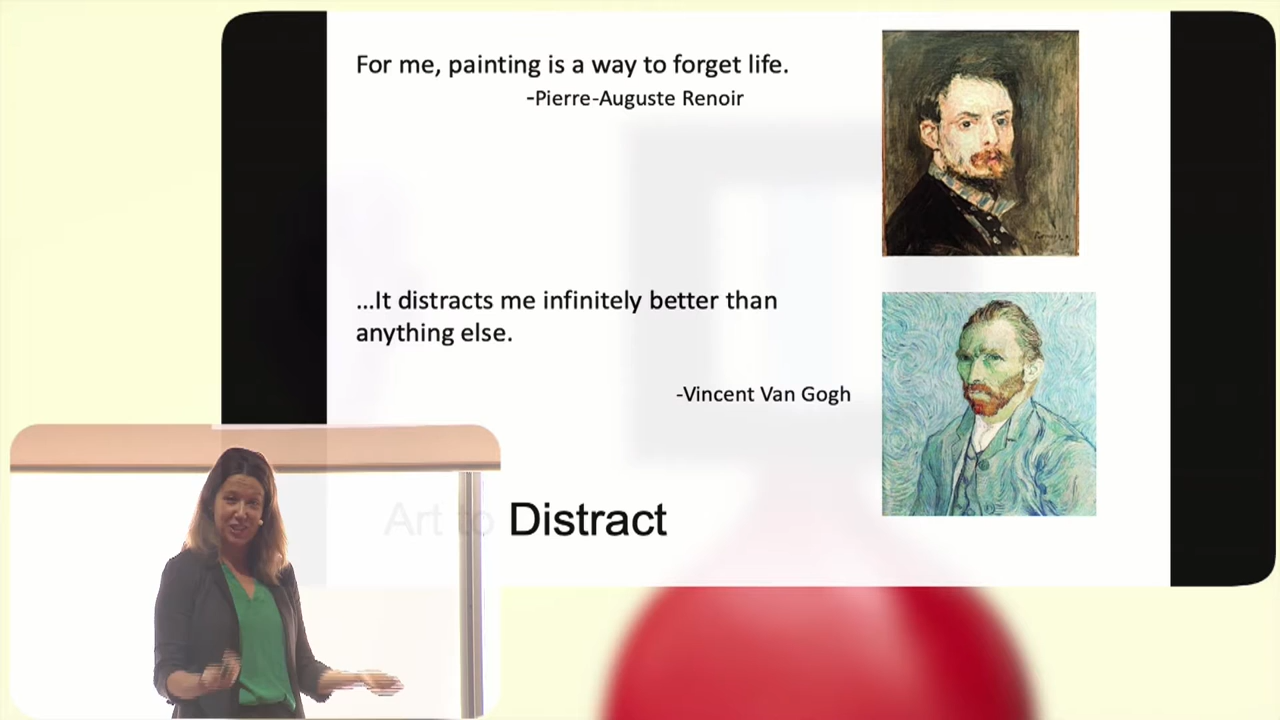 For me, painting is a way to forget life.
-Pierre-Auguste Renoir
...It distracts me infinitely better than
anything else.
-Vincent Van Gogh
Art to Distract